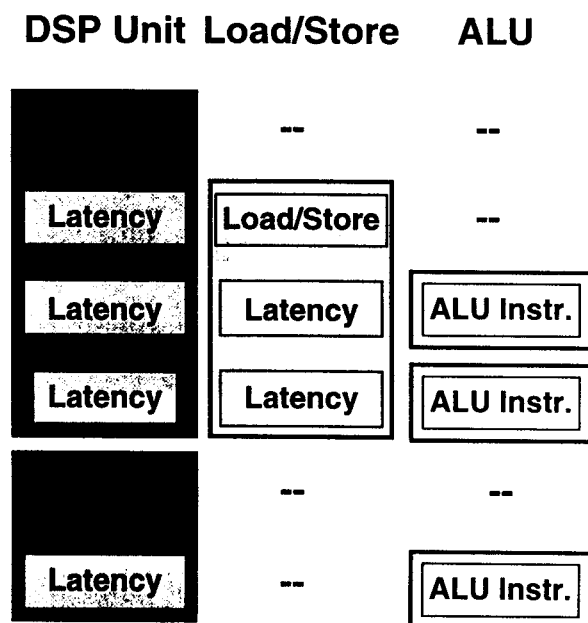 DSP Unit Load/Store ALU
-- --
Latency Load/Store --
Latency Latency ALU Instr.
Latency Latency ALU Instr.
-- --
Latency -- ALU Instr.